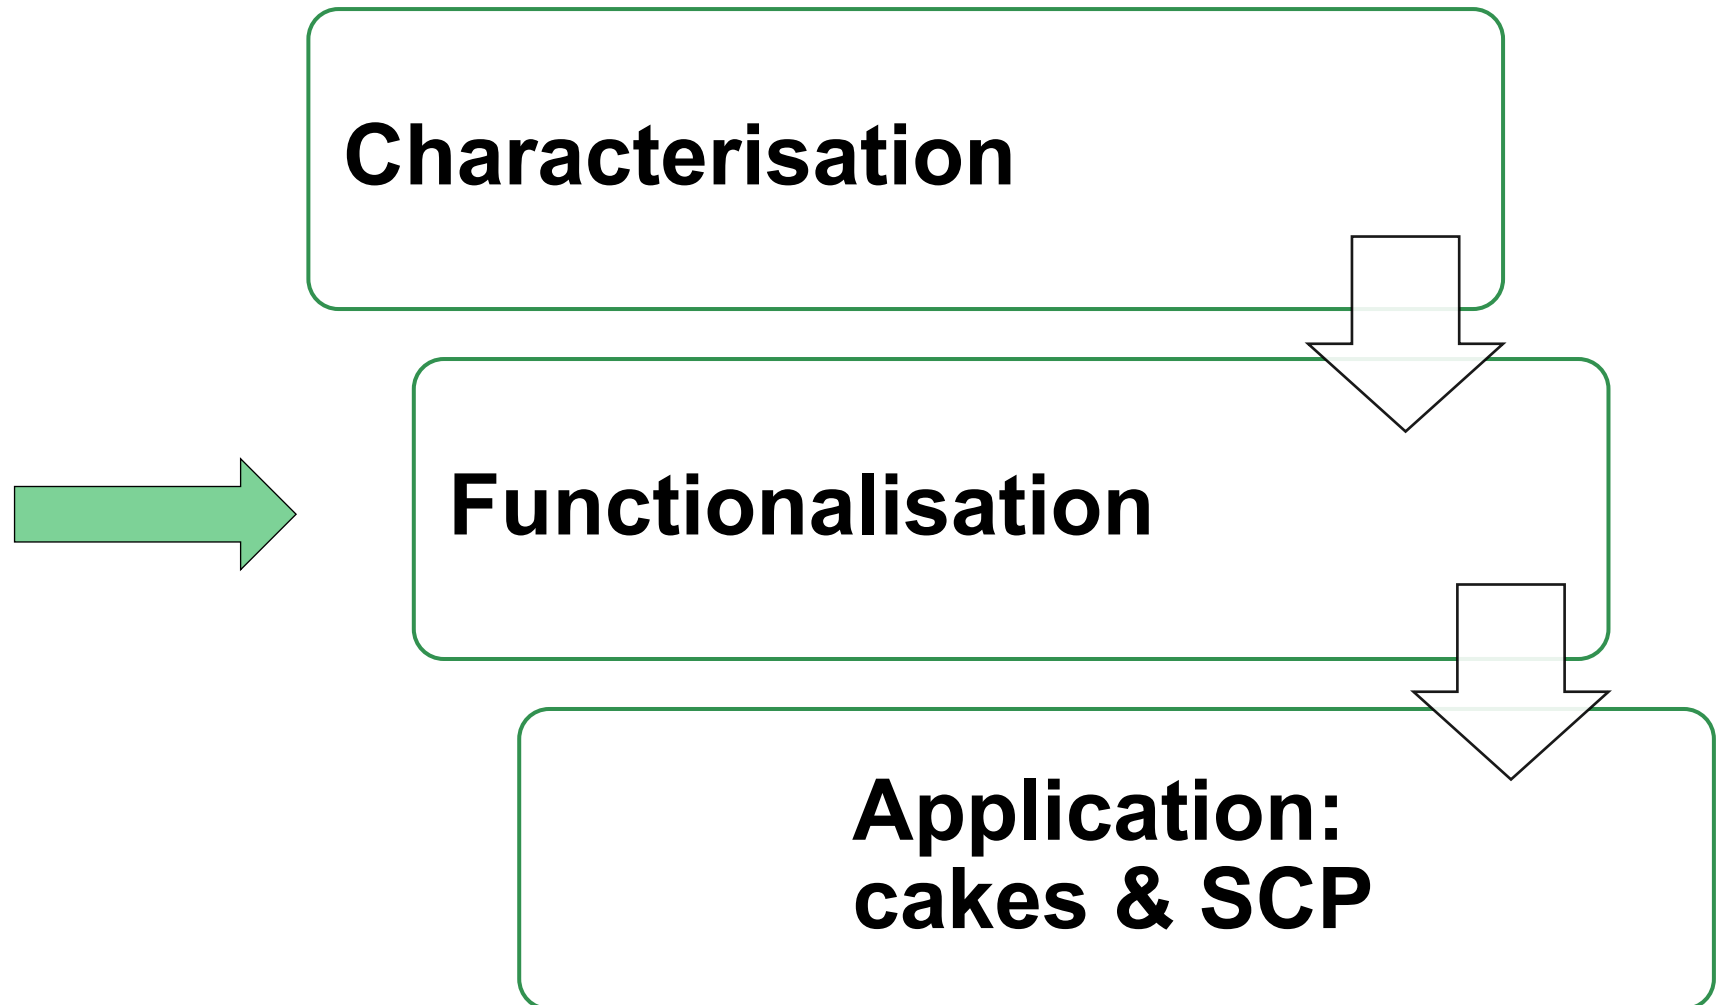 Characterisation
Functionalisation
Application:
cakes & SCP